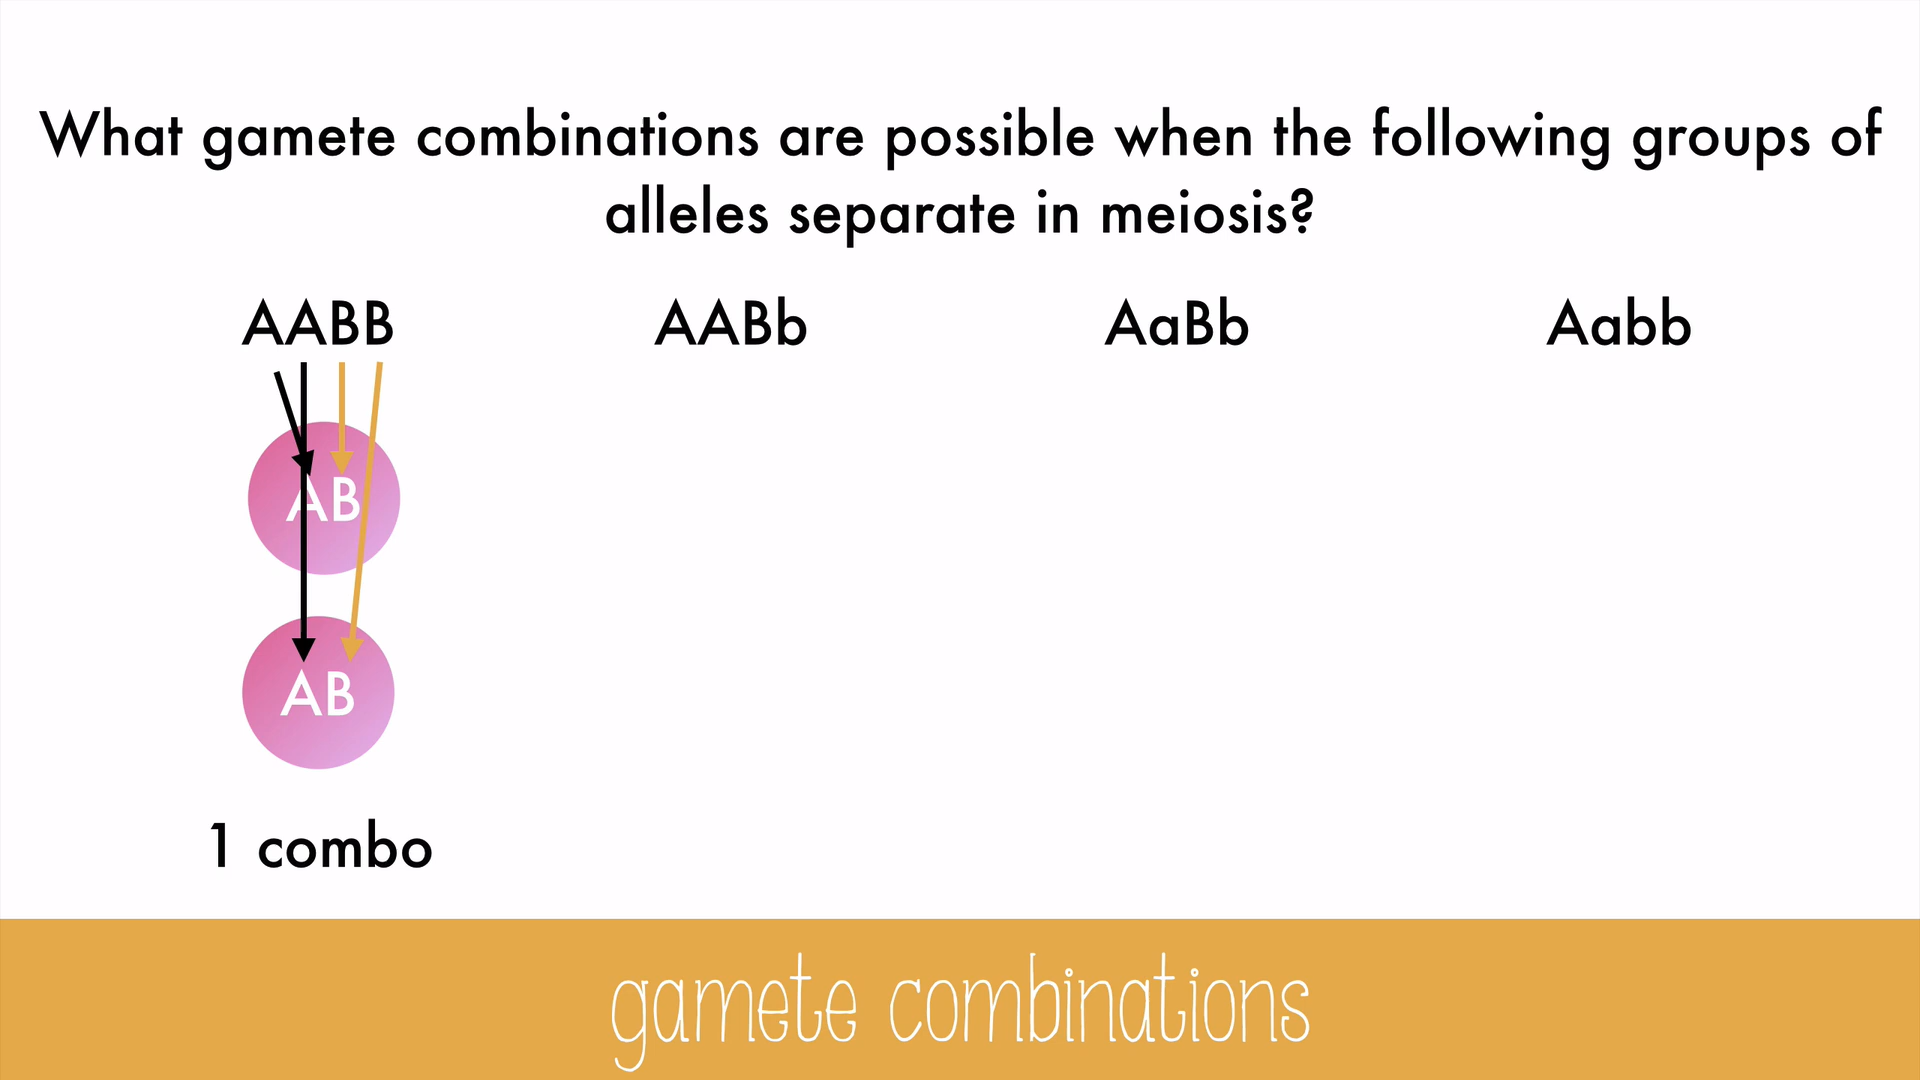 What gamete combinations are possible when the following groups of
alleles separate in meiosis?
AABB AABb AaBb Aabb
AB
AB
1 combo
gamete combinations